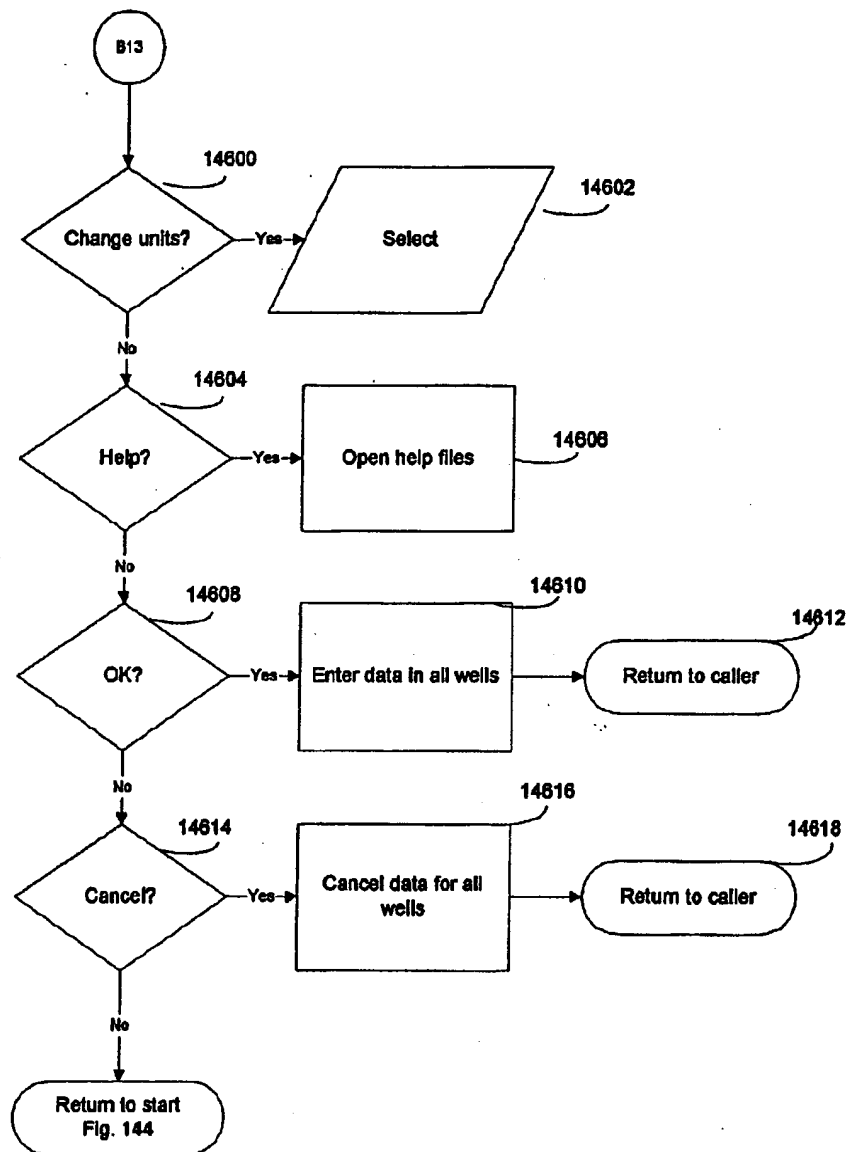 B13
14600
Change units?
Yes
Select
14602
No
14604
Help?
Yes
Open help files
14606
No
14608
OK?
Yes
14610
Enter data in all wells
14612
Return to caller
No
14614
Cancel?
Yes
14616
Cancel data for all
wells
14618
Return to caller
No
Return to start
Fig. 144